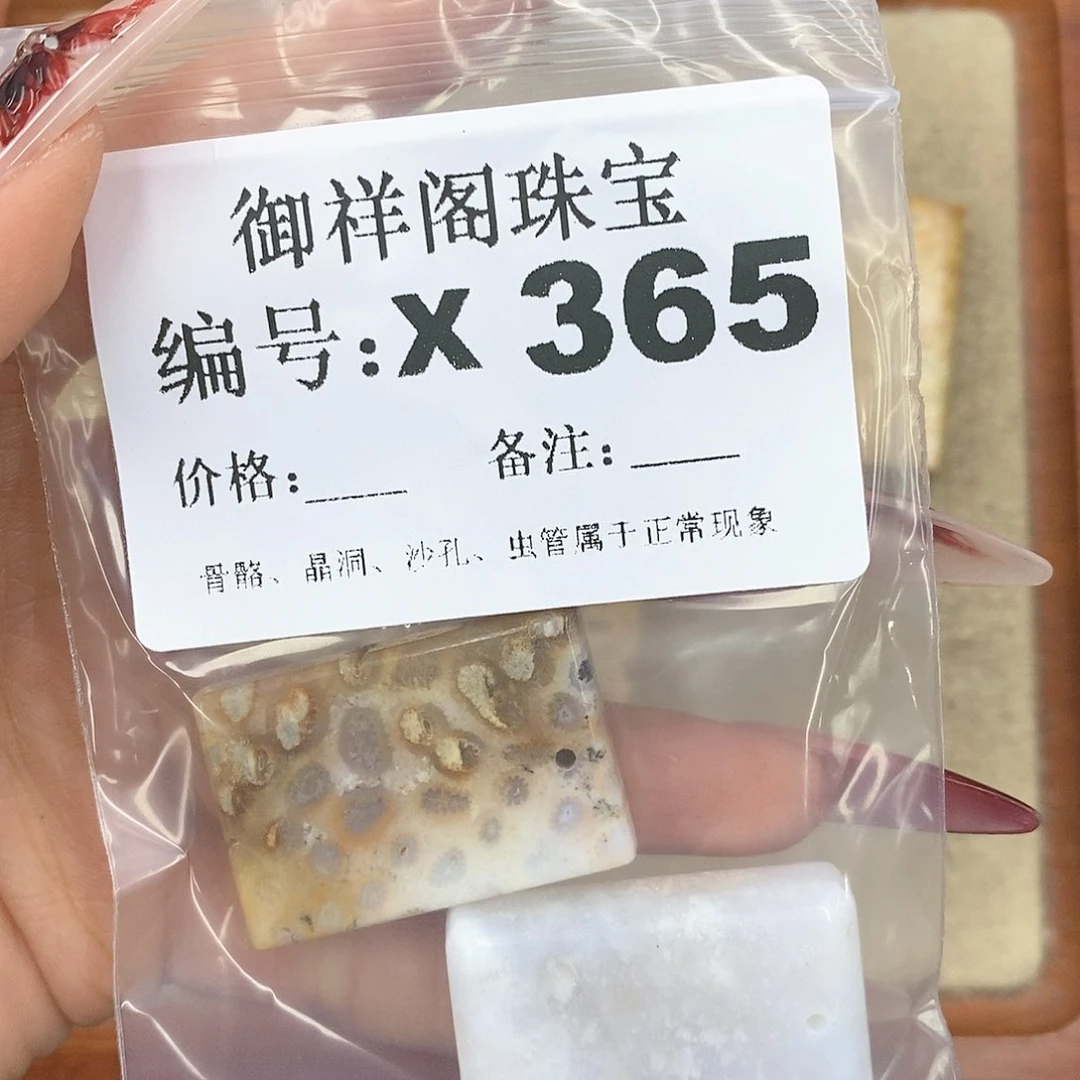 御祥阁珠宝
编号:X 365
价格:____ 备注:____
骨骼、晶洞、沙孔、虫管属于正常现象